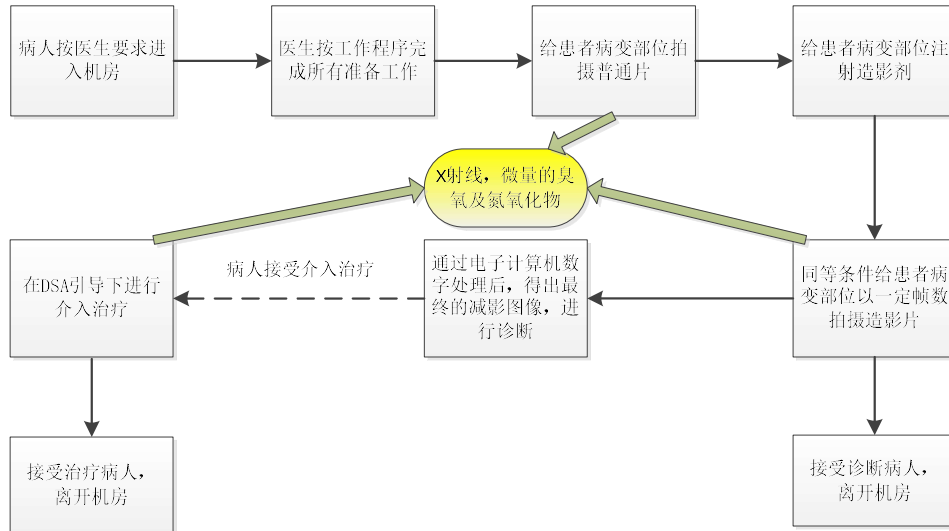 病人按医生要求进
入机房
医生按工作程序完
成所有准备工作
给患者病变部位拍
摄普通片
给患者病变部位注
射造影剂
X射线，微量的臭
氧及氮氧化物
在DSA引导下进行
介入治疗
病人接受介入治疗
通过电子计算机数
字处理后，得出最
终的减影图像，进
行诊断
同等条件给患者病
变部位以一定帧数
拍摄造影片
接受治疗病人，
离开机房
接受诊断病人，
离开机房